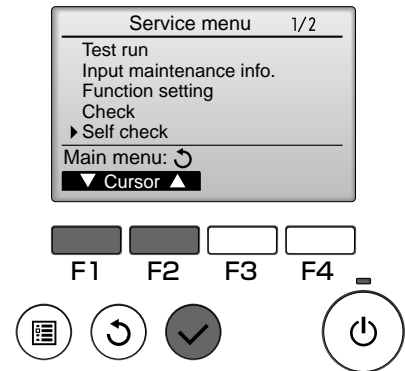 Service menu 1/2
Test run
Input maintenance info.
Function setting
Check
Self check
Main menu:
Cursor
F1 F2 F3 F4